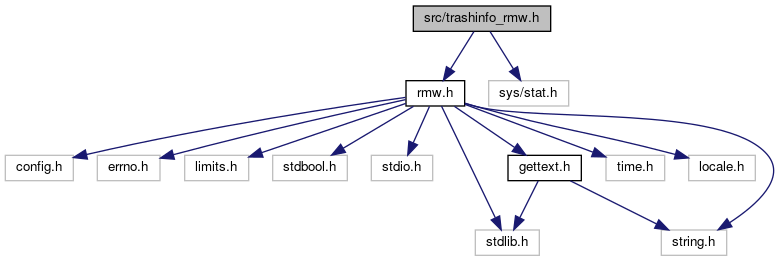 src/trashinfo_rmw.h
rmw.h
sys/stat.h
config.h
errno.h
limits.h
stdbool.h
stdio.h
gettext.h
time.h
locale.h
stdlib.h
string.h